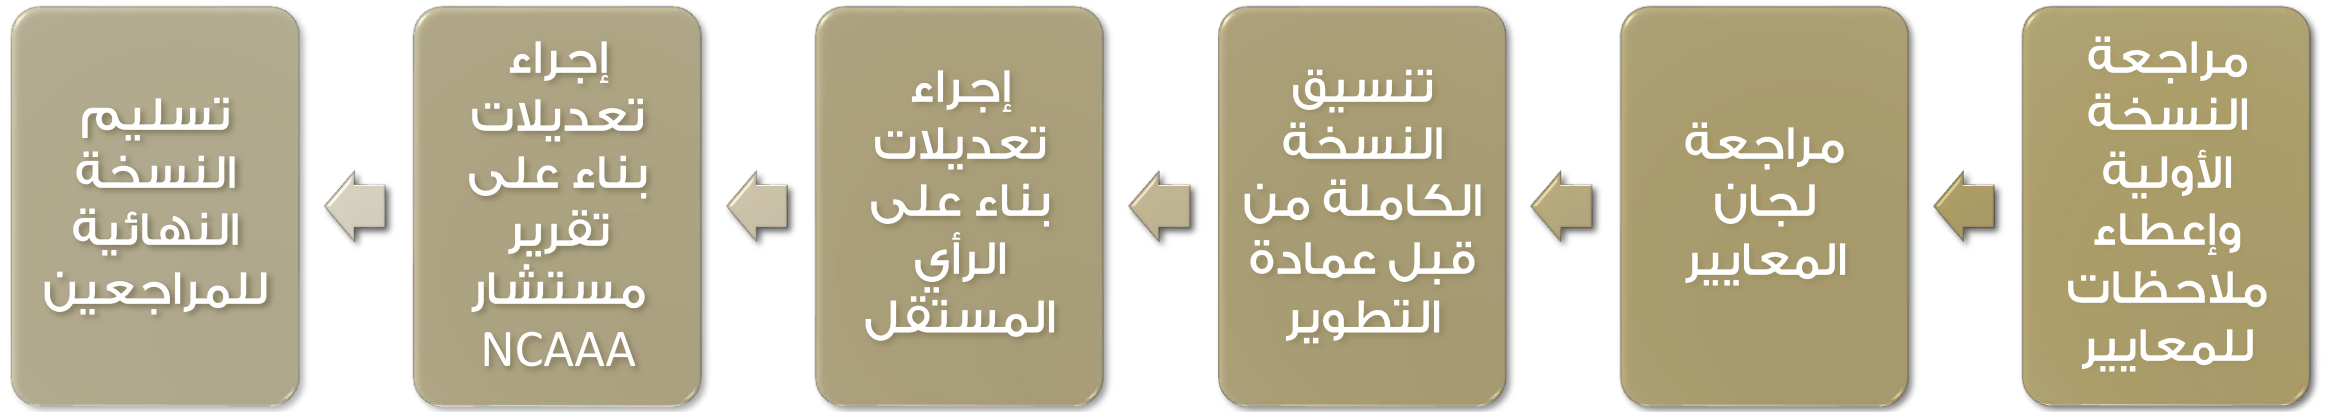 مراجعة
النسخة
الأولية
وإعطاء
ملاحظات
للمعايير
مراجعة
لجان
المعايير
تنسيق
النسخة
الكاملة من
قبل عمادة
التطوير
إجراء
تعديلات
بناء على
الرأي
المستقل
إجراء
تعديلات
بناء على
تقرير
مستشار
NCAAA
تسليم
النسخة
النهائية
للمراجعين